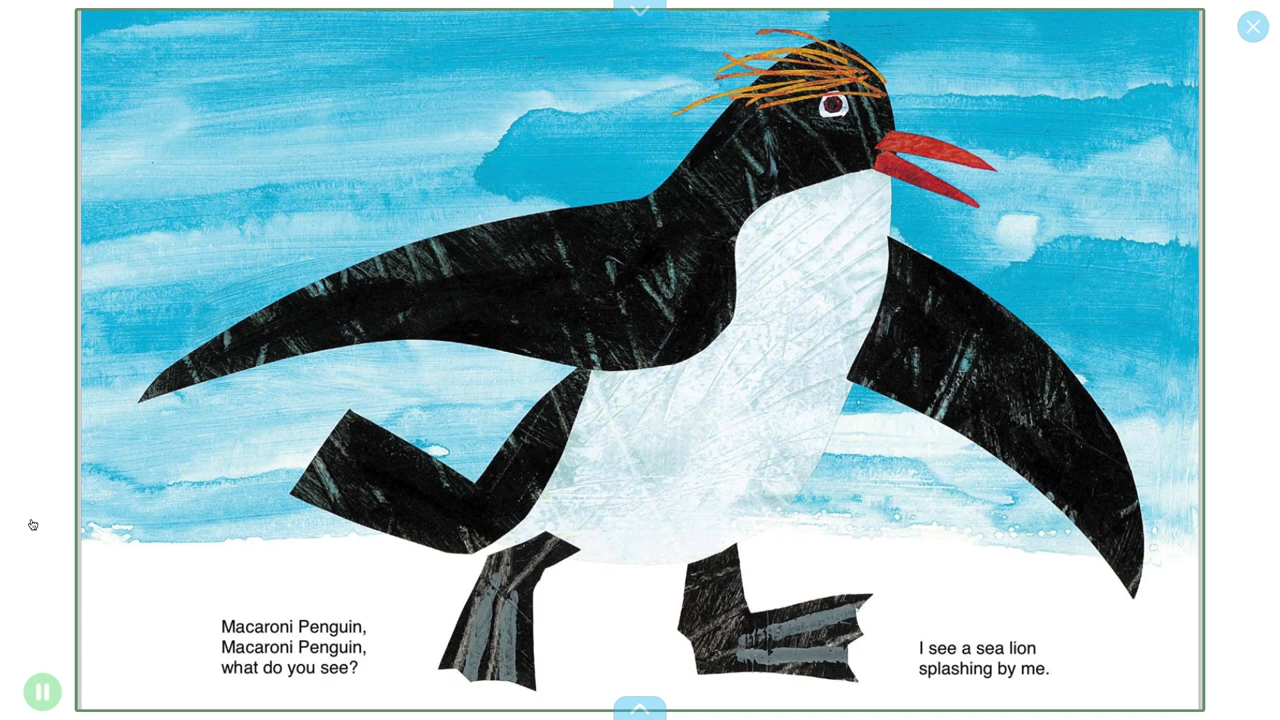 Macaroni Penguin,
Macaroni Penguin,
what do you see?
I see a sea lion
splashing by me.